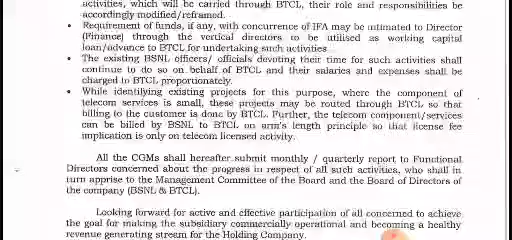 activities, which will be carried through BTCL, their role and responsibilities be
accordingly modified/reframed.
• Requirement of funds, if any, with concurrence of IFA may be intimated to Director
(Finance) through the vertical directors to be utilised as working capital
loan/advance to BTCL for undertaking such activities
• The existing BSNL officers/ officials devoting their time for such activities shall
continue to do so on behalf of BTCL and their salaries and expenses shall be
charged to BTCL proportionately.
• While identifying existing projects for this purpose, where the component of
telecom services is small, these projects may be routed through BTCL so that
billing to the customer is done by BTCL. Further, the telecom component/services
can be billed by BSNL to BTCL on arm's length principle so that license fee
implication is only on telecom licensed activity.
All the CGMs shall hereafter submit monthly / quarterly report to Functional
Directors concerned about the progress in respect of all such activities, who shall in
turn apprise to the Management Committee of the Board and the Board of Directors of
the company (BSNL & BTCL).
Looking forward for active and effective participation of all concerned to achieve
the goal for making the subsidiary commercially operational and becoming a healthy
revenue generating stream for the Holding Company.